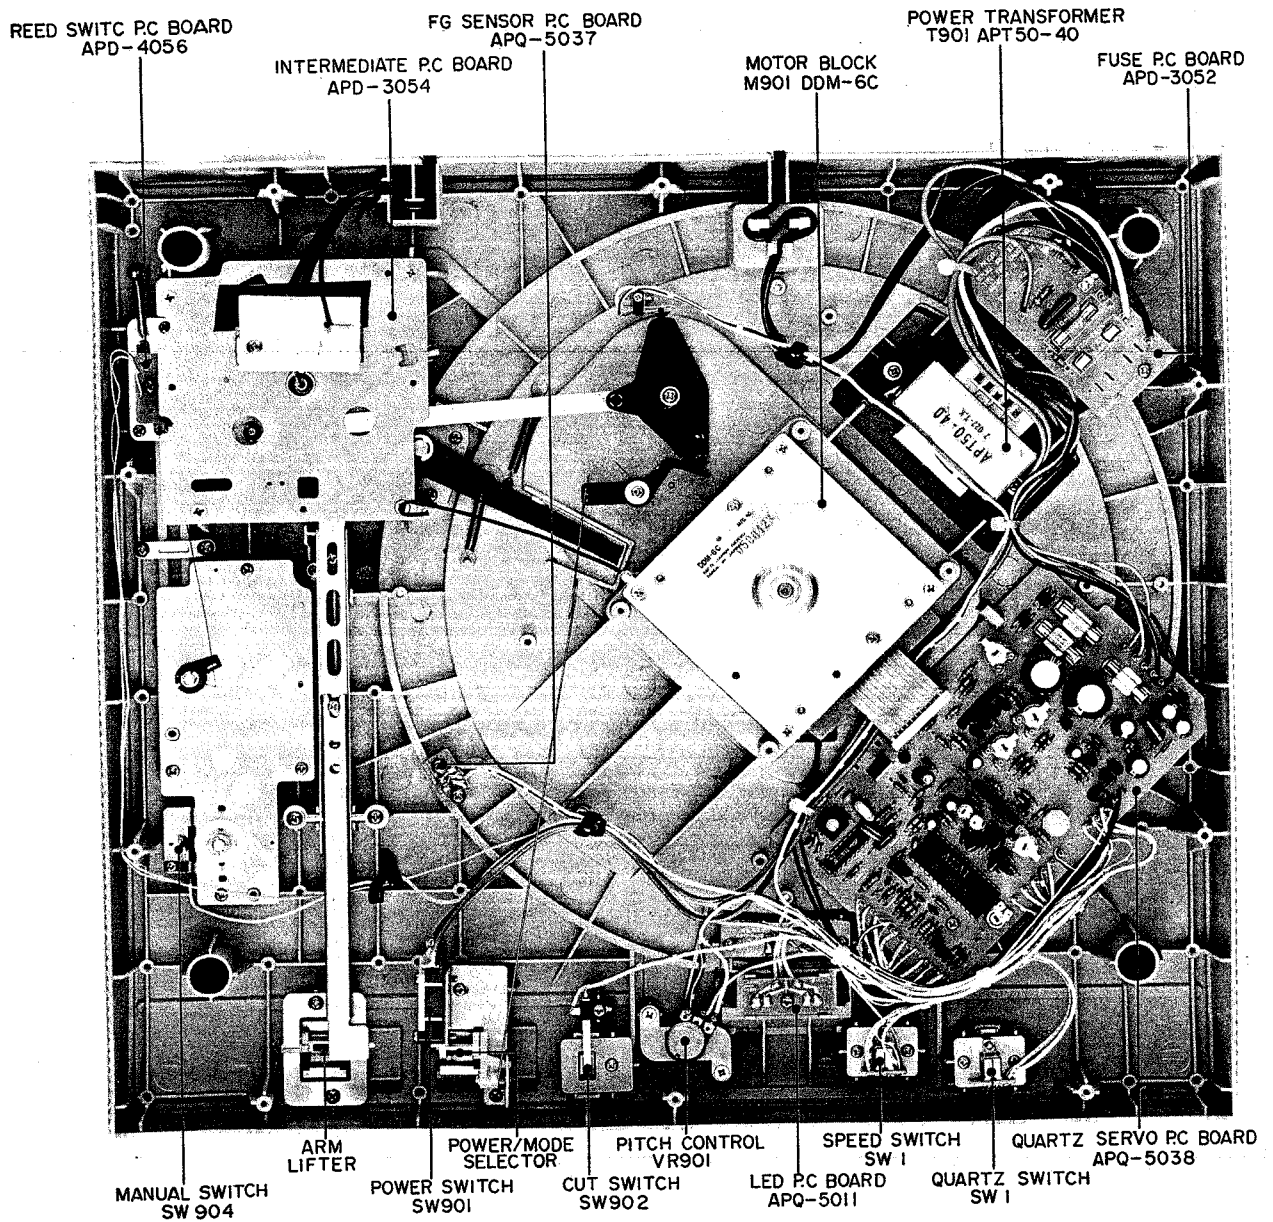 REED SWITC P.C BOARD
APD-4056
INTERMEDIATE P.C BOARD
APD-3054
FG SENSOR P.C BOARD
APQ-5037
MOTOR BLOCK
M901 DDM-6C
POWER TRANSFORMER
T901 APT50-40
FUSE P.C BOARD
APD-3052
APT50-40
DDM-6C
ARM
LIFTER
POWER/MODE
SELECTOR
PITCH CONTROL
VR901
SPEED SWITCH
SW 1
QUARTZ SERVO P.C BOARD
APQ-5038
MANUAL SWITCH
SW 904
POWER SWITCH
SW901
CUT SWITCH
SW902
LED P.C BOARD
APQ-5011
QUARTZ SWITCH
SW 1